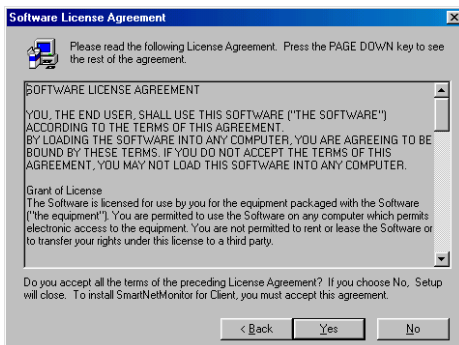 Software License Agreement
Please read the following License Agreement. Press the PAGE DOWN key to see
the rest of the agreement.
SOFTWARE LICENSE AGREEMENT
YOU, THE END USER, SHALL USE THIS SOFTWARE ("THE SOFTWARE")
ACCORDING TO THE TERMS OF THIS AGREEMENT.
BY LOADING THE SOFTWARE INTO ANY COMPUTER, YOU ARE AGREEING TO BE
BOUND BY THESE TERMS. IF YOU DO NOT ACCEPT THE TERMS OF THIS
AGREEMENT, YOU MAY NOT LOAD THIS SOFTWARE INTO ANY COMPUTER.
Grant of License
The Software is licensed for use by you for the equipment packaged with the Software
("the equipment"). You are permitted to use the Software on any computer which permits
electronic access to the equipment. You are not permitted to rent or lease the Software or
to transfer your rights under this license to a third party.
Do you accept all the terms of the preceding License Agreement? If you choose No, Setup
will close. To install SmartNetMonitor for Client, you must accept this agreement.
< Back Yes No